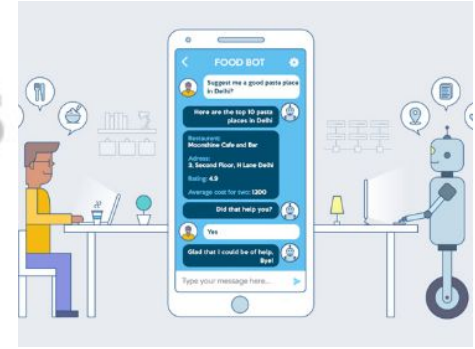 FOOD BOT
Suggest me a good pasta place
in Delhi?
Here are the top 10 pasta
places in Delhi
Restaurant:
Moonshine Cafe and Bar
Adress:
3, Second Floor, H Lane Delhi
Rating: 4.9
Average cost for two: 1200
Did that help you?
Yes
Glad that I could be of help,
Bye!
Type your message here...